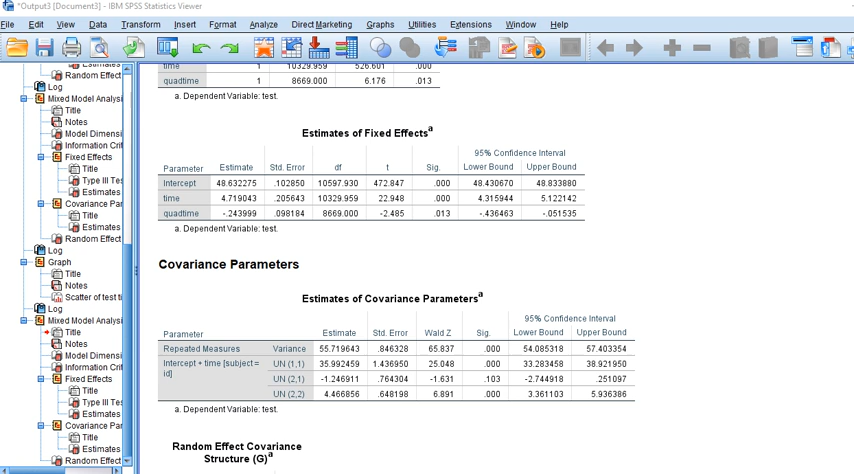 *Output3 [Document3] - IBM SPSS Statistics Viewer
File Edit View Data Transform Insert Format Analyze Direct Marketing Graphs Utilities Extensions Window Help
Random Effect
Log
Mixed Model Analysi
Title
Notes
Model Dimensi
Information Crit
Fixed Effects
Title
Type III Tes
Estimates
Covariance Par
Title
Estimates
Random Effect
Log
Graph
Title
Notes
Scatter of test ti
Log
Mixed Model Analysi
Title
Notes
Model Dimensi
Information Crit
Fixed Effects
Title
Type III Tes
Estimates
Covariance Par
Title
Estimates
Random Effect
time 10329.959 526.601 .000
quadtime 1 8669.000 6.176 .013
a. Dependent Variable: test.
Estimates of Fixed Effects a
95% Confidence Interval
Parameter Estimate Std. Error df t Sig. Lower Bound Upper Bound
Intercept 48.632275 .102850 10597.930 472.847 .000 48.430670 48.833880
time 4.719043 .205643 10329.959 22.948 .000 4.315944 5.122142
quadtime -.243999 .098184 8669.000 -2.485 .013 -.436463 -.051535
a. Dependent Variable: test.
Covariance Parameters
Estimates of Covariance Parameters a
95% Confidence Interval
Parameter Estimate Std. Error Wald Z Sig. Lower Bound Upper Bound
Repeated Measures Variance 55.719643 .846328 65.837 .000 54.085318 57.403354
Intercept + time [subject = id] UN (1,1) 35.992459 1.436950 25.048 .000 33.283458 38.921950
UN (2,1) -1.246911 .764304 -1.631 .103 -2.744918 .251097
UN (2,2) 4.466856 .648198 6.891 .000 3.361103 5.936386
a. Dependent Variable: test.
Random Effect Covariance
Structure (G) a